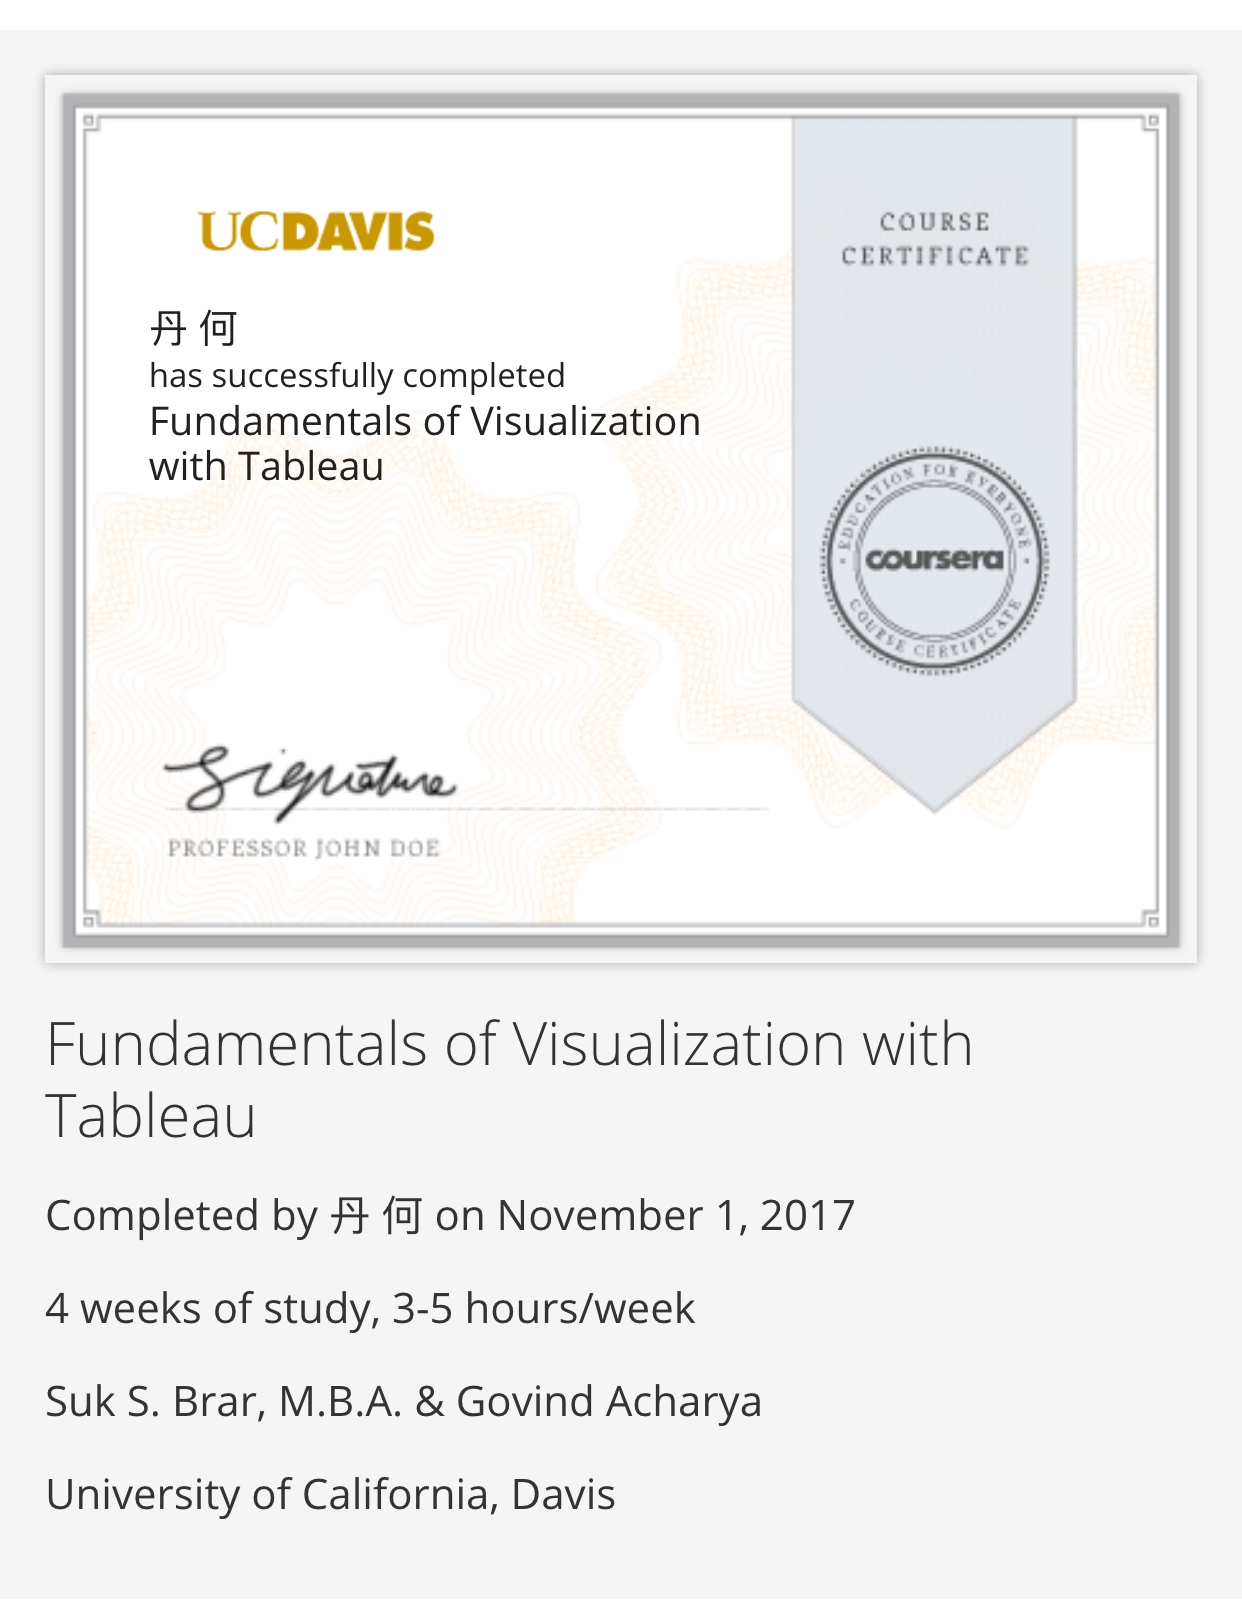 UCDAVIS
丹 何
has successfully completed
Fundamentals of Visualization
with Tableau
COURSE
CERTIFICATE
EDUCATION FOR EVERYONE
coursera
COURSE CERTIFICATE
Signature
PROFESSOR JOHN DOE
Fundamentals of Visualization with
Tableau
Completed by 丹 何 on November 1, 2017
4 weeks of study, 3-5 hours/week
Suk S. Brar, M.B.A. & Govind Acharya
University of California, Davis